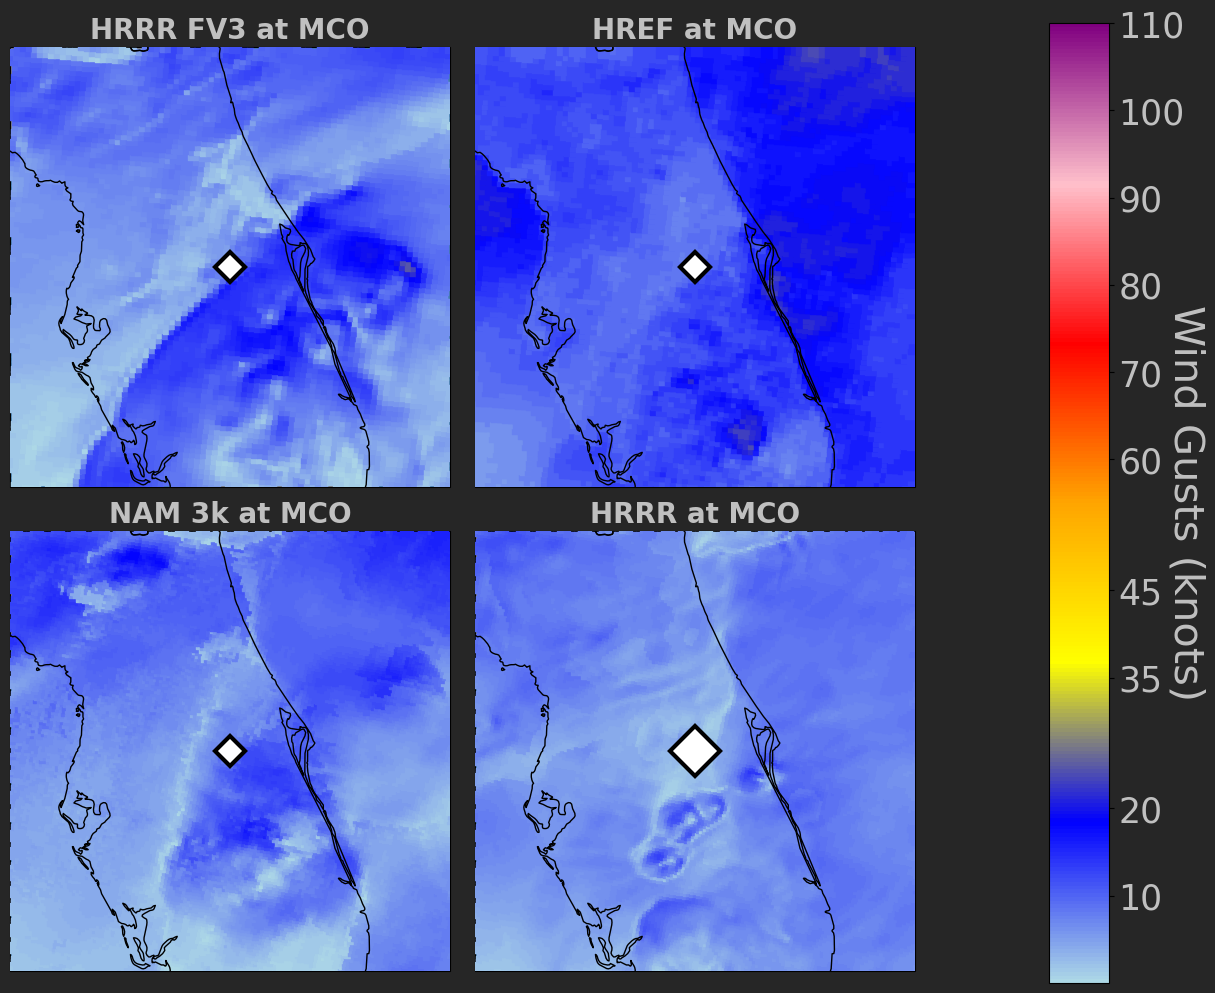 HRRR FV3 at MCO
HREF at MCO
NAM 3k at MCO
HRRR at MCO
110
100
90
80
70
60
45
35
20
10
Wind Gusts (knots)